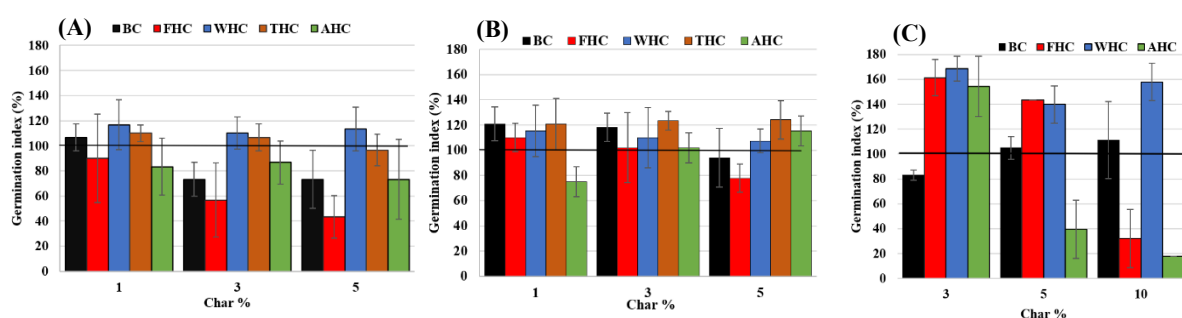 (A)
BC FHC WHC THC AHC
Germination index (%)
180
160
140
120
100
80
60
40
20
0
1 3 5
Char %
(B)
BC FHC WHC THC AHC
Germination index (%)
180
160
140
120
100
80
60
40
20
0
1 3 5
Char %
(C)
BC FHC WHC AHC
Germination index (%)
180
160
140
120
100
80
60
40
20
0
3 5 10
Char %